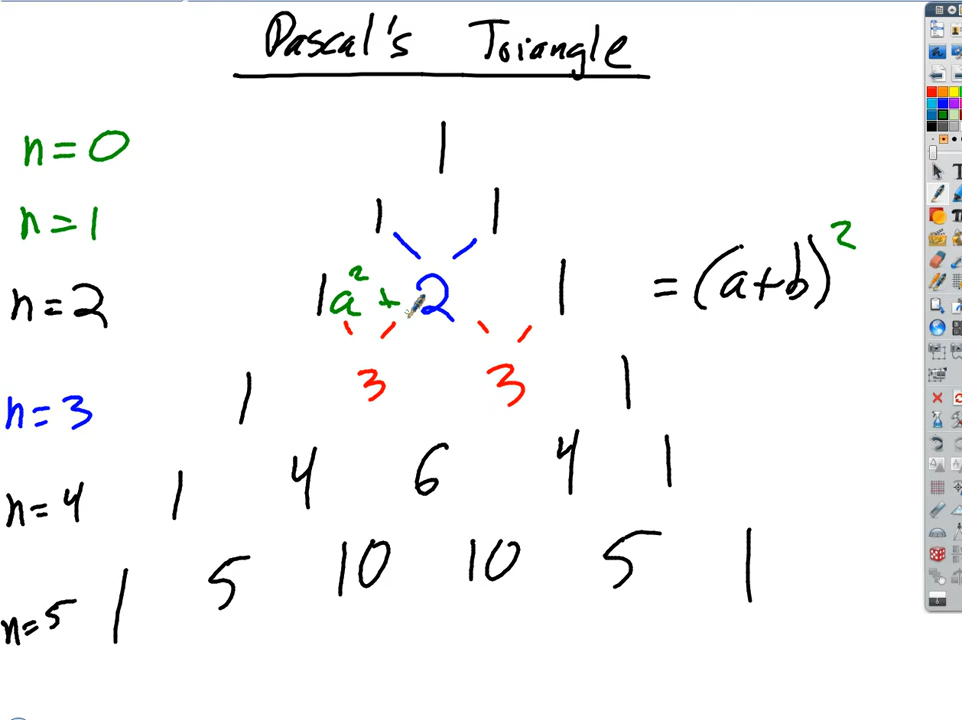 Pascal's Triangle
n=0 1
n=1 1 1
n=2 1a² + 2 1 =(a+b)²
n=3 1 3 3 1
n=4 1 4 6 4 1
n=5 1 5 10 10 5 1